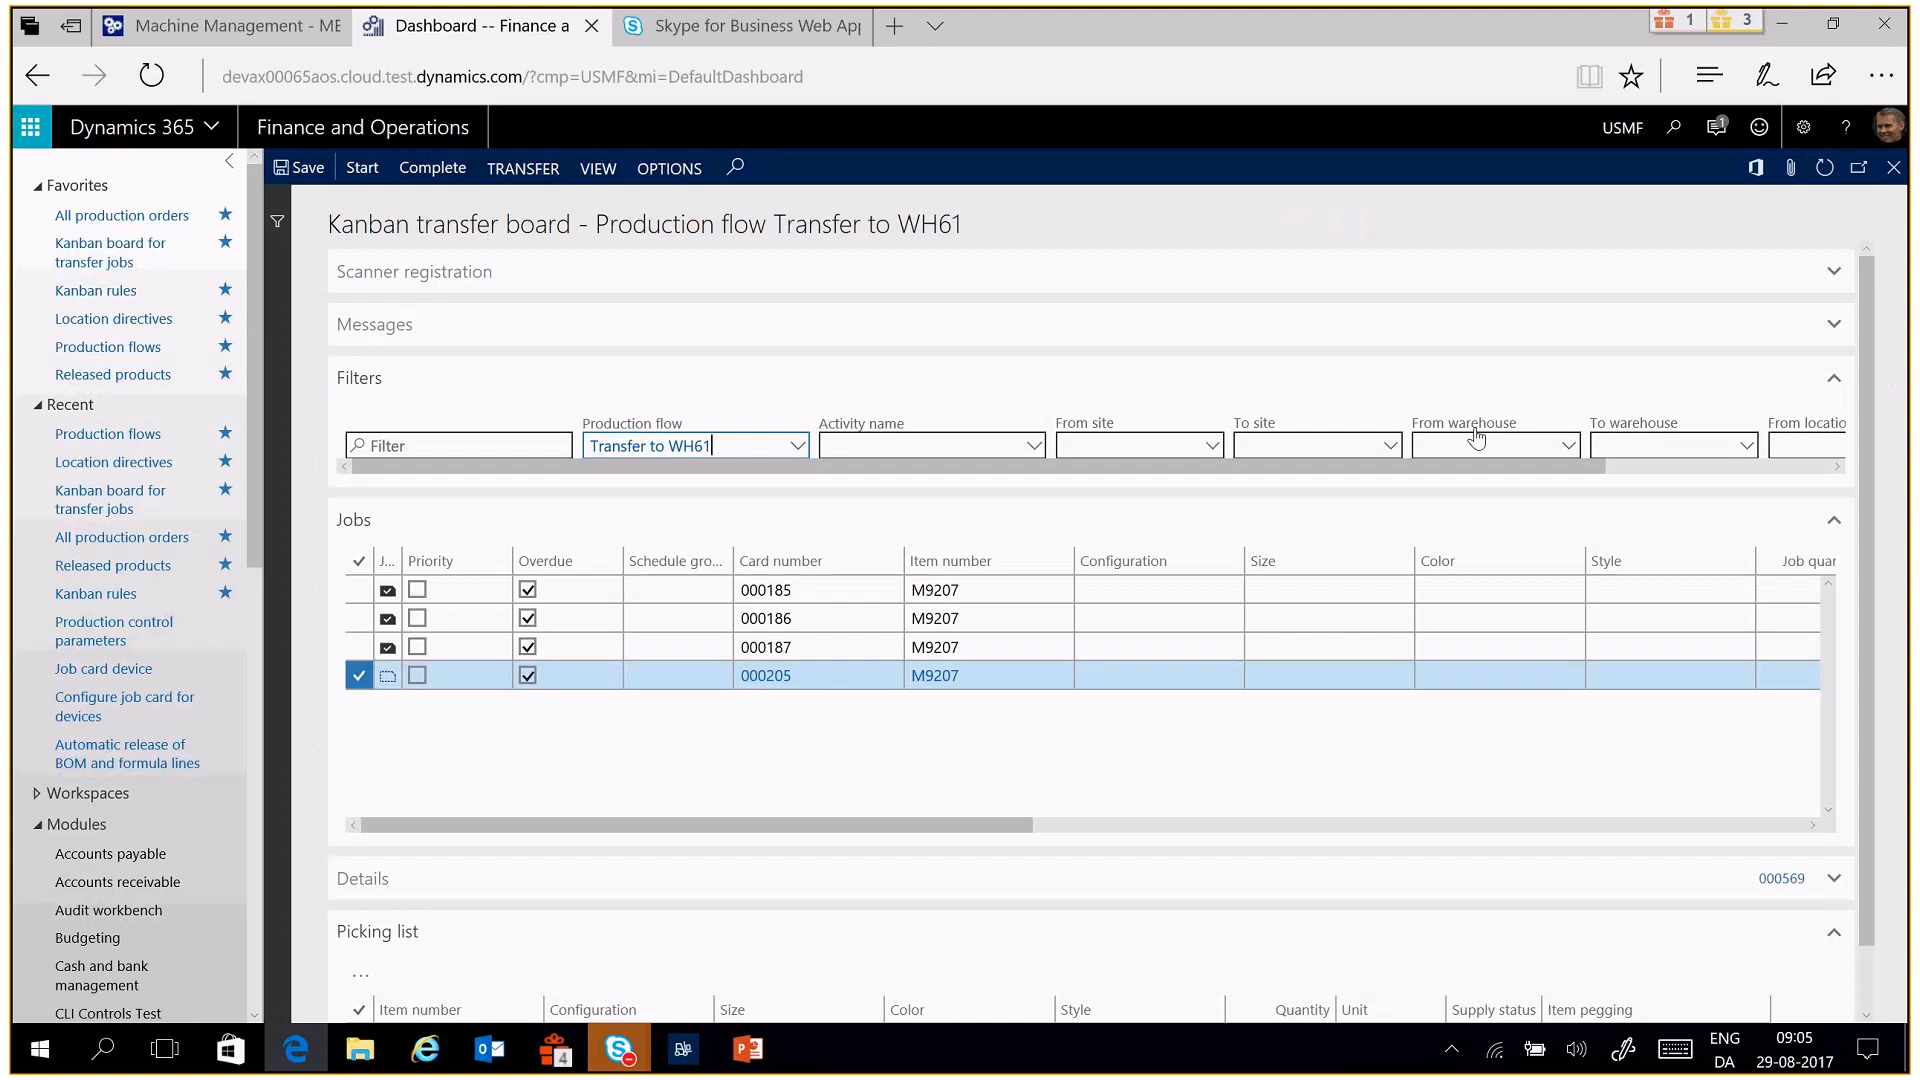 Machine Management - ME
Dashboard -- Finance a
Skype for Business Web App
1
3
devax00065aos.cloud.test.dynamics.com/?cmp=USMF&mi=DefaultDashboard
Dynamics 365
Finance and Operations
USMF
1
?
Save
Start
Complete
TRANSFER
VIEW
OPTIONS
Favorites
All production orders
Kanban board for
transfer jobs
Kanban rules
Location directives
Production flows
Released products
Recent
Production flows
Location directives
Kanban board for
transfer jobs
All production orders
Released products
Kanban rules
Production control
parameters
Job card device
Configure job card for
devices
Automatic release of
BOM and formula lines
Workspaces
Modules
Accounts payable
Accounts receivable
Audit workbench
Budgeting
Cash and bank
management
CLI Controls Test
Kanban transfer board - Production flow Transfer to WH61
Scanner registration
Messages
Filters
Production flow
Activity name
From site
To site
From warehouse
To warehouse
From locatio
Filter
Transfer to WH61
Jobs
J...
Priority
Overdue
Schedule gro...
Card number
Item number
Configuration
Size
Color
Style
Job quar
000185
M9207
000186
M9207
000187
M9207
000205
M9207
Details
000569
Picking list
...
Item number
Configuration
Size
Color
Style
Quantity
Unit
Supply status
Item pegging
4
ENG
DA
09:05
29-08-2017